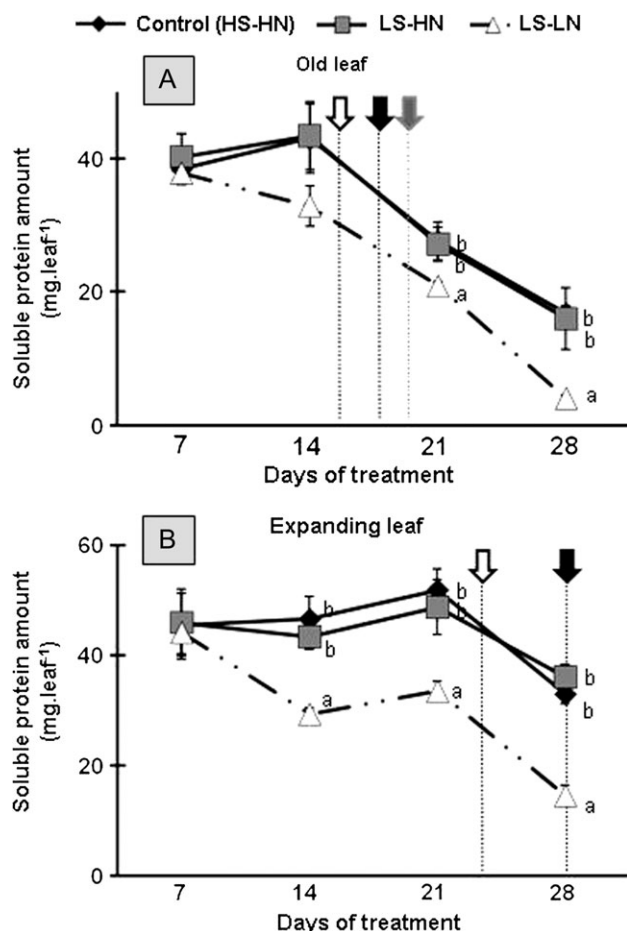 Control (HS-HN) LS-HN LS-LN
A
Old leaf
Soluble protein amount
(mg.leaf⁻¹)
40
20
0
b
b
a
b
b
a
7 14 21 28
Days of treatment
B
Expanding leaf
Soluble protein amount
(mg.leaf⁻¹)
60
40
20
0
b
b
a
b
b
a
b
b
a
7 14 21 28
Days of treatment